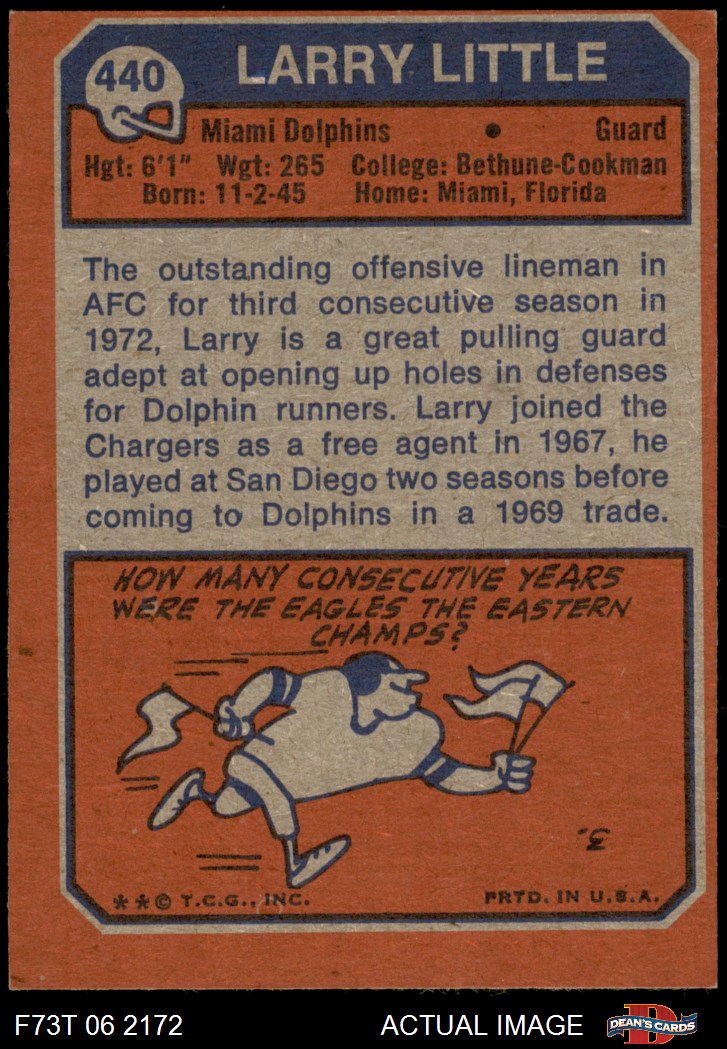 440
LARRY LITTLE
Miami Dolphins • Guard
Hgt: 6'1" Wgt: 265 College: Bethune-Cookman
Born: 11-2-45 Home: Miami, Florida
The outstanding offensive lineman in
AFC for third consecutive season in
1972, Larry is a great pulling guard
adept at opening up holes in defenses
for Dolphin runners. Larry joined the
Chargers as a free agent in 1967, he
played at San Diego two seasons before
coming to Dolphins in a 1969 trade.
HOW MANY CONSECUTIVE YEARS
WERE THE EAGLES THE EASTERN
CHAMPS?
3.
** © T.C.G., INC. PRTD. IN U.S.A.
F73T 06 2172 ACTUAL IMAGE
D
DEAN'S CARDS